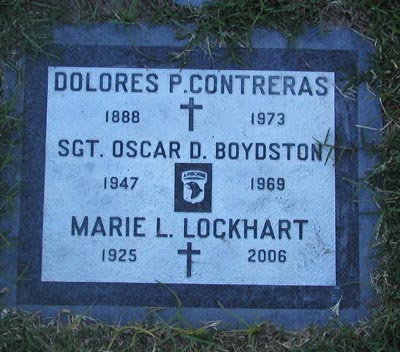 DOLORES P. CONTRERAS
1888 1973
SGT. OSCAR D. BOYDSTON
1947 1969
AIRBORNE
MARIE L. LOCKHART
1925 2006